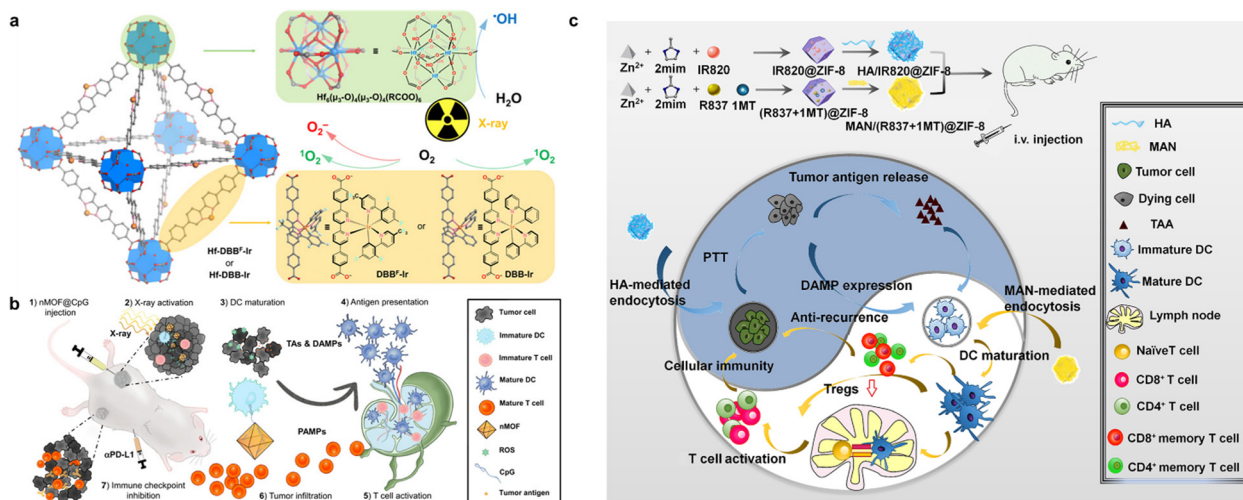 a
•OH
Hf₆(μ₃-O)₄(μ₃-O)₄(RCOO)₆
H₂O
X-ray
O₂⁻
¹O₂
O₂
¹O₂
Hf-DBBᶠ-Ir
or
Hf-DBB-Ir
or
DBBᶠ-Ir
DBB-Ir
b
1) nMOF@CpG
injection
2) X-ray activation
3) DC maturation
4) Antigen presentation
X-ray
TAs & DAMPs
PAMPs
αPD-L1
7) Immune checkpoint
inhibition
6) Tumor infiltration
5) T cell activation
Tumor cell
Immature DC
Immature T cell
Mature DC
Mature T cell
nMOF
ROS
CpG
Tumor antigen
c
Zn²⁺ + 2mim + IR820
IR820@ZIF-8
HA/IR820@ZIF-8
Zn²⁺ + 2mim + R837 1MT
(R837+1MT)@ZIF-8
MAN/(R837+1MT)@ZIF-8
i.v. injection
Tumor antigen release
PTT
HA-mediated
endocytosis
DAMP expression
MAN-mediated
endocytosis
Anti-recurrence
Cellular immunity
DC maturation
Tregs
T cell activation
HA
MAN
Tumor cell
Dying cell
TAA
Immature DC
Mature DC
Lymph node
NaïveT cell
CD8⁺ T cell
CD4⁺ T cell
CD8⁺ memory T cell
CD4⁺ memory T cell